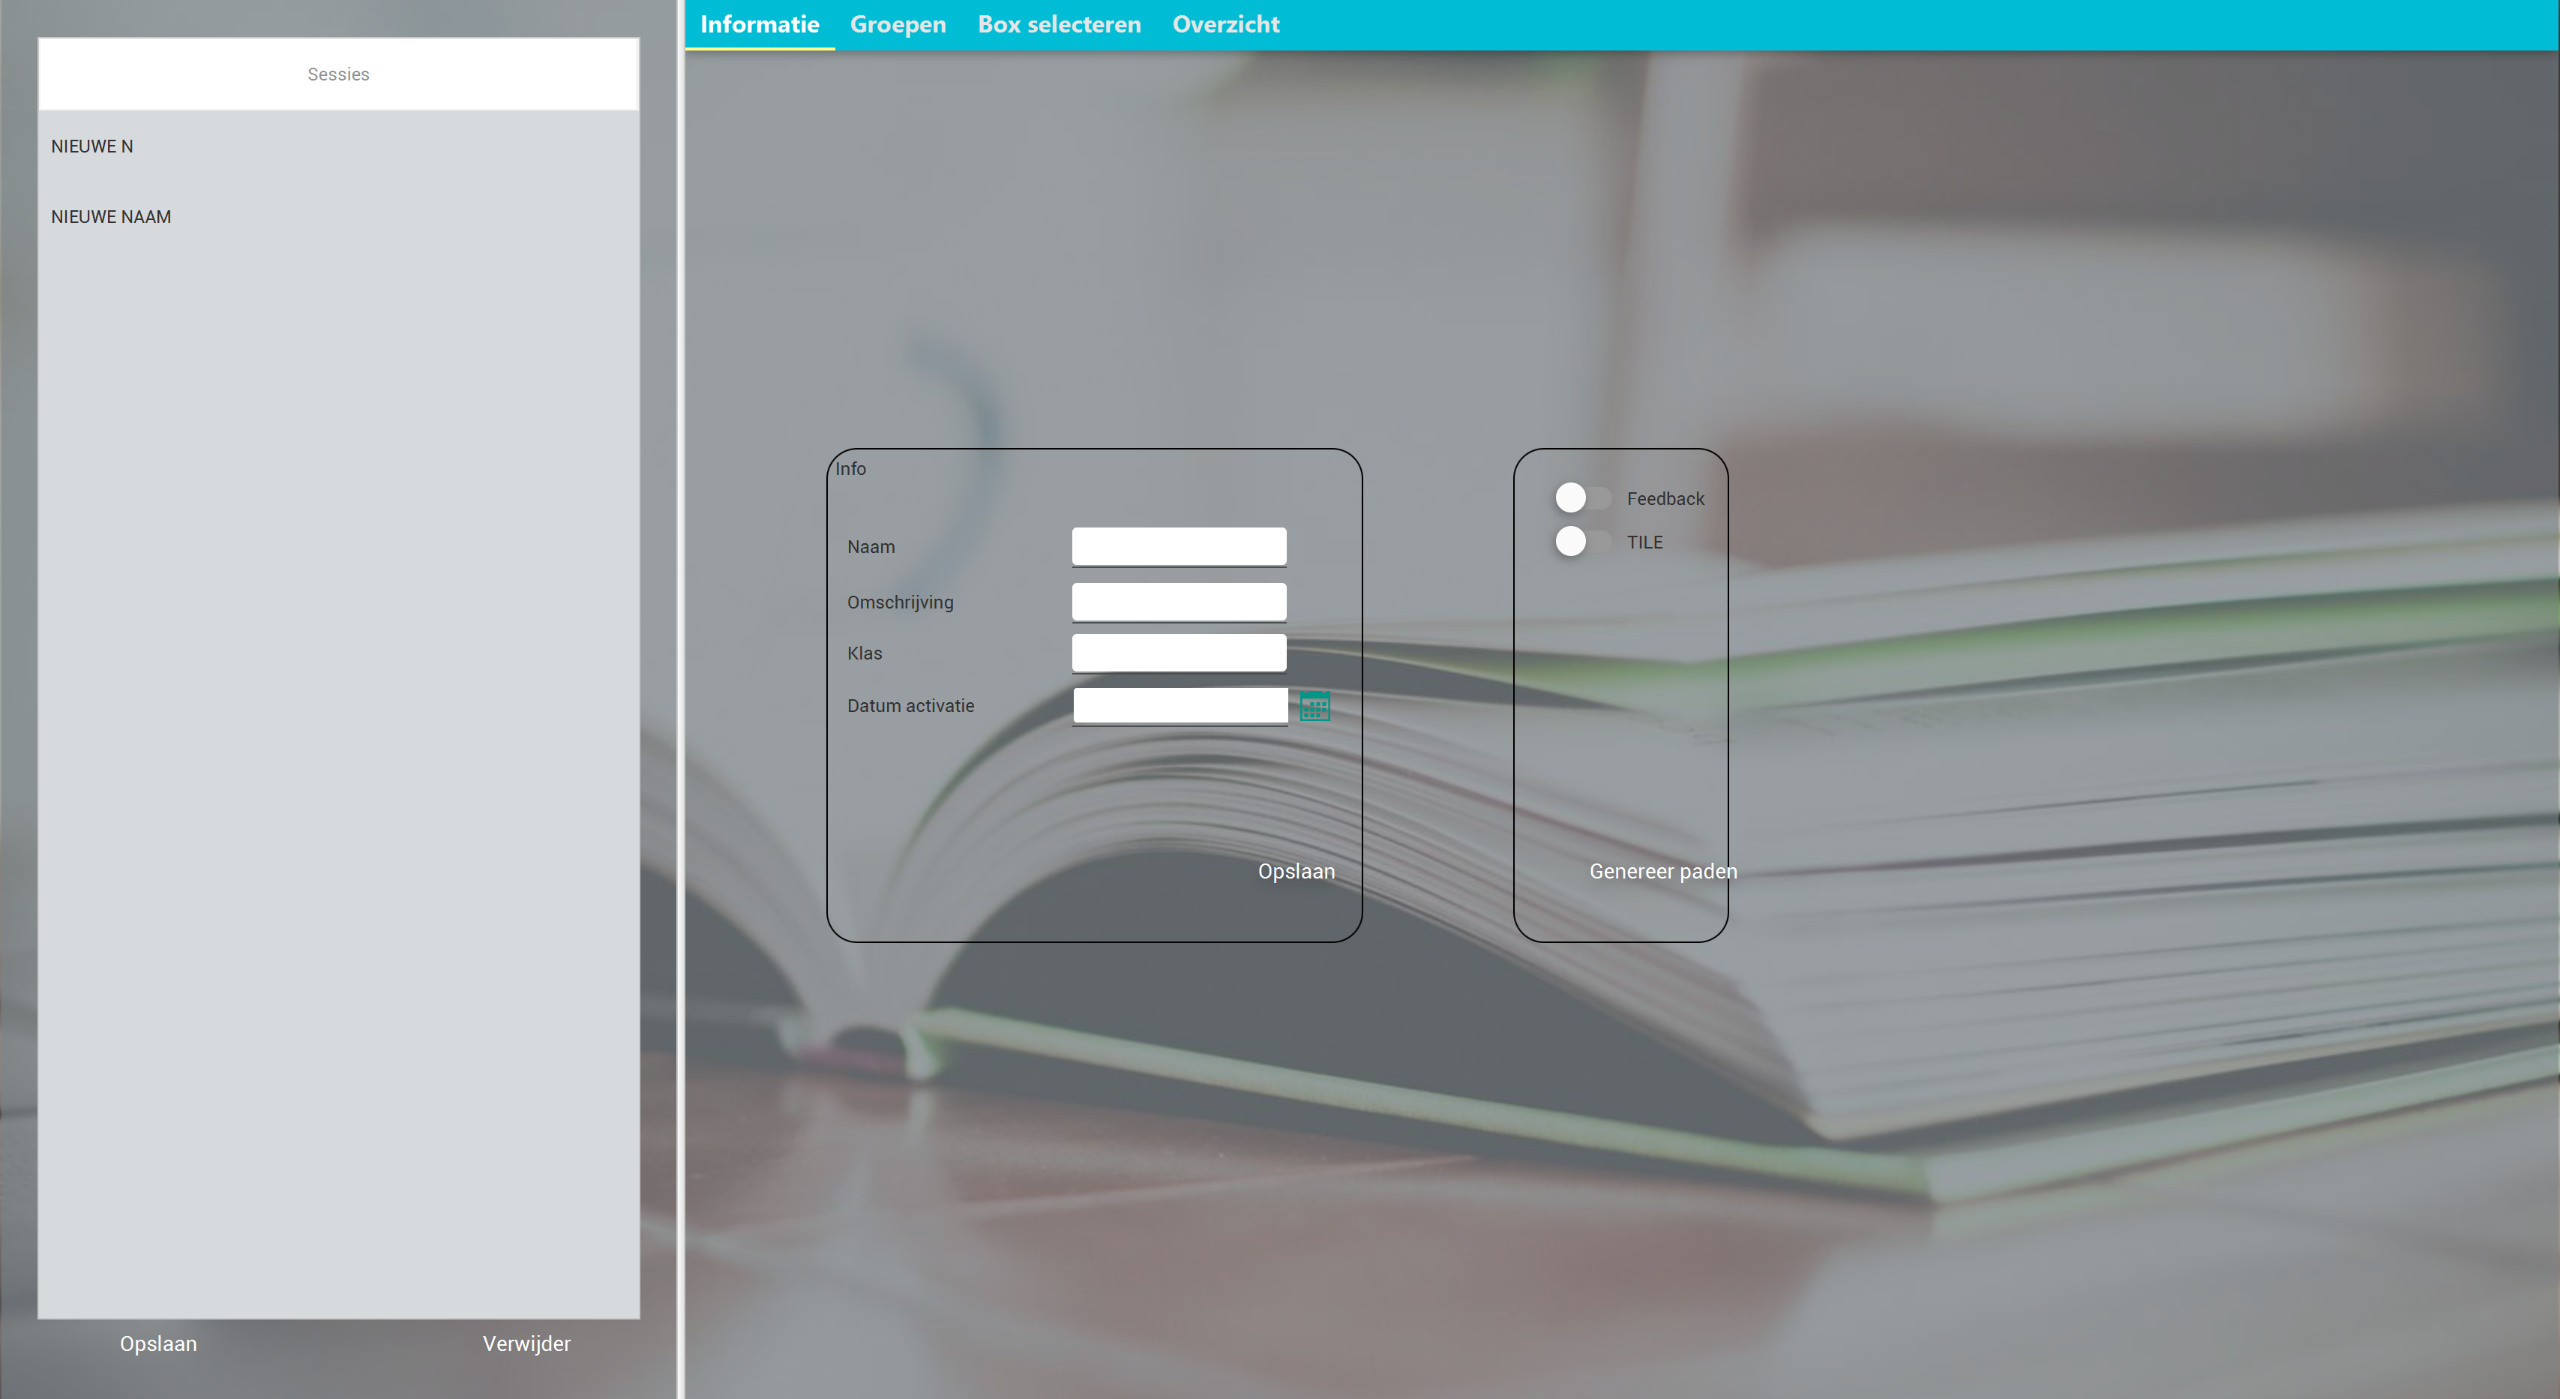 Sessies
NIEUWE N
NIEUWE NAAM
Opslaan Verwijder
Informatie Groepen Box selecteren Overzicht
Info
Naam
Omschrijving
Klas
Datum activatie
Opslaan
Feedback
TILE
Genereer paden